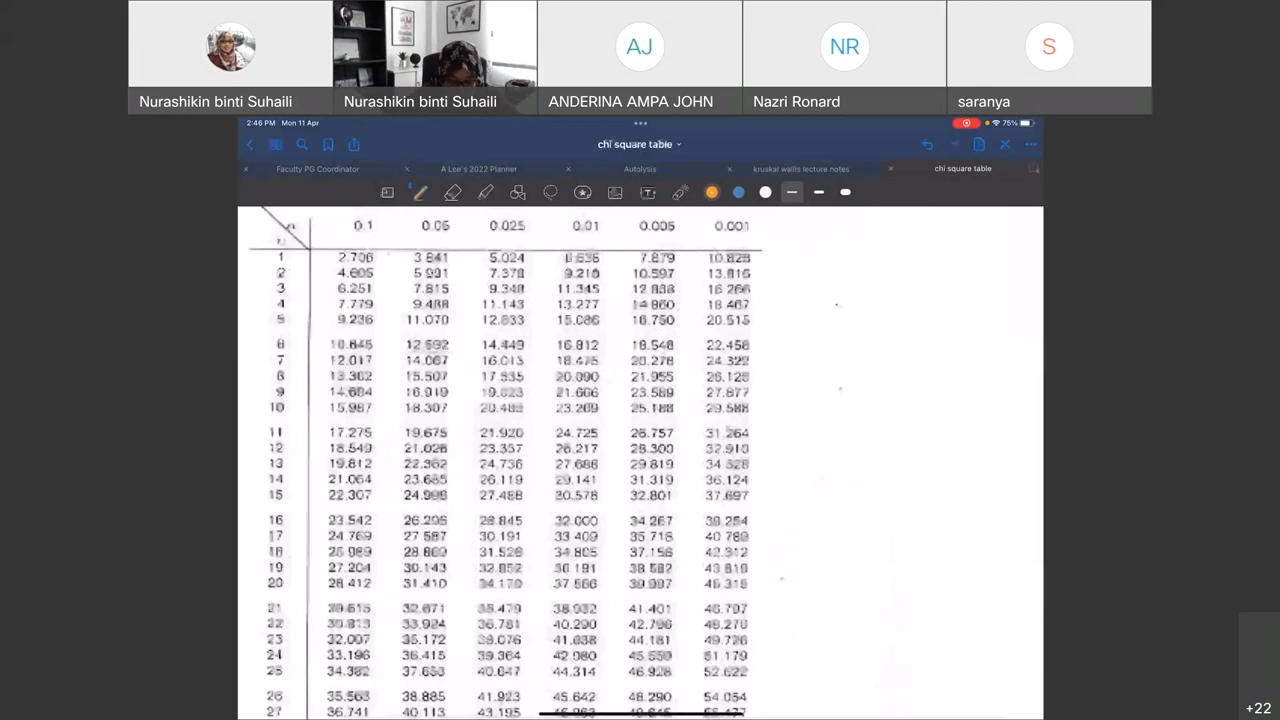 AJ
NR
S
Nurashikin binti Suhaili
Nurashikin binti Suhaili
ANDERINA AMPA JOHN
Nazri Ronard
saranya
2:46 PM Mon 11 Apr
75%
chi square table
Faculty PG Coordinator
A Lee's 2022 Planner
Autolysis
kruskal wallis lecture notes
chi square table
0.1 0.05 0.025 0.01 0.005 0.001
1 2.706 3.841 5.024 7.879 10.828
2 4.605 5.991 7.378 9.210 10.597 13.816
3 6.251 7.815 9.348 11.345 12.838 16.266
4 7.779 9.488 11.143 13.277 14.860 18.467
5 9.236 11.070 12.833 15.086 16.750 20.515
6 10.645 12.592 14.449 16.812 18.548 22.458
7 12.017 14.067 16.013 18.475 20.278 24.322
8 13.362 15.507 17.535 20.090 21.955 26.125
9 14.684 16.919 19.023 21.666 23.589 27.877
10 15.987 18.307 20.483 23.209 25.188 29.588
11 17.275 19.675 21.920 24.725 26.757 31.264
12 18.549 21.026 23.337 26.217 28.300 32.910
13 19.812 22.362 24.736 27.688 29.819 34.528
14 21.064 23.685 26.119 29.141 31.319 36.124
15 22.307 24.996 27.488 30.578 32.801 37.697
16 23.542 26.296 28.845 32.000 34.267 39.254
17 24.769 27.587 30.191 33.409 35.718 40.780
18 25.989 28.869 31.526 34.805 37.156 42.312
19 27.204 30.143 32.852 36.191 38.582 43.819
20 28.412 31.410 34.170 37.566 39.997 45.315
21 29.615 32.671 35.479 38.932 41.401 46.797
22 30.813 33.924 36.781 40.290 42.796 48.270
23 32.007 35.172 38.076 41.638 44.181 49.726
24 33.196 36.415 39.364 42.980 45.559 51.179
25 34.382 37.653 40.647 44.314 46.928 52.622
26 35.563 38.885 41.923 45.642 48.290 54.054
27 36.741 40.113 43.195
+22